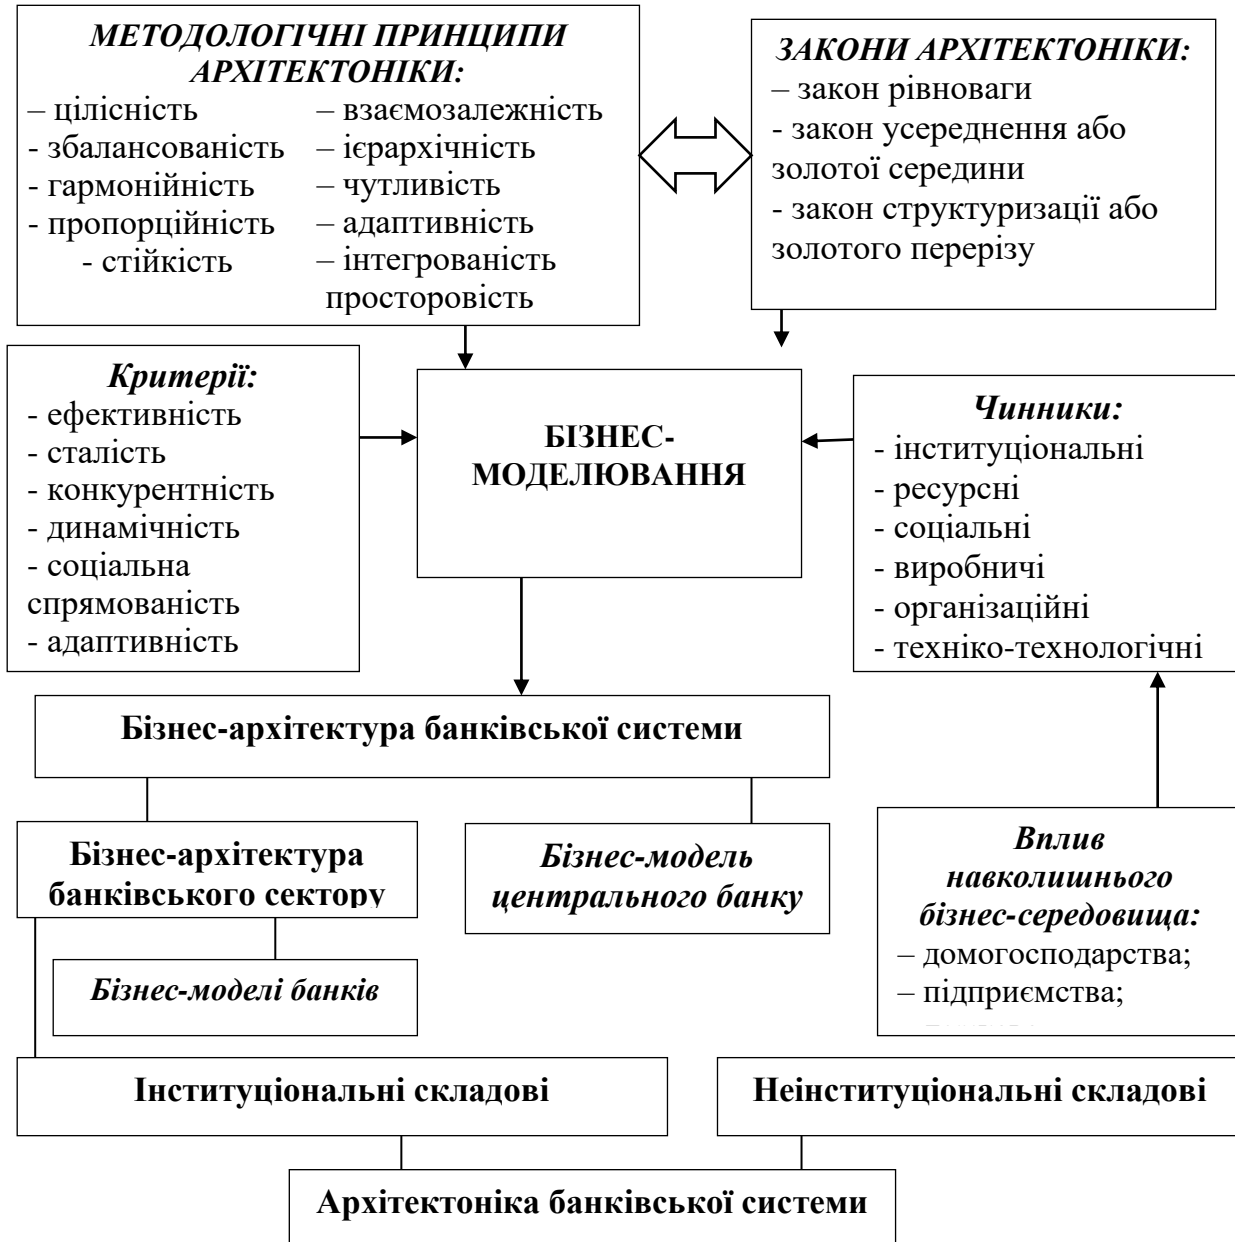 МЕТОДОЛОГІЧНІ ПРИНЦИПИ
АРХІТЕКТОНІКИ:
– цілісність
- збалансованість
- гармонійність
- пропорційність
- стійкість
– взаємозалежність
– ієрархічність
– чутливість
– адаптивність
– інтегрованість
просторовість
ЗАКОНИ АРХІТЕКТОНІКИ:
– закон рівноваги
- закон усереднення або
золотої середини
- закон структуризації або
золотого перерізу
Критерії:
- ефективність
- сталість
- конкурентність
- динамічність
- соціальна
спрямованість
- адаптивність
БІЗНЕС-
МОДЕЛЮВАННЯ
Чинники:
- інституціональні
- ресурсні
- соціальні
- виробничі
- організаційні
- техніко-технологічні
Бізнес-архітектура банківської системи
Бізнес-архітектура
банківського сектору
Бізнес-модель
центрального банку
Вплив
навколишнього
бізнес-середовища:
– домогосподарства;
– підприємства;
Бізнес-моделі банків
Інституціональні складові
Неінституціональні складові
Архітектоніка банківської системи